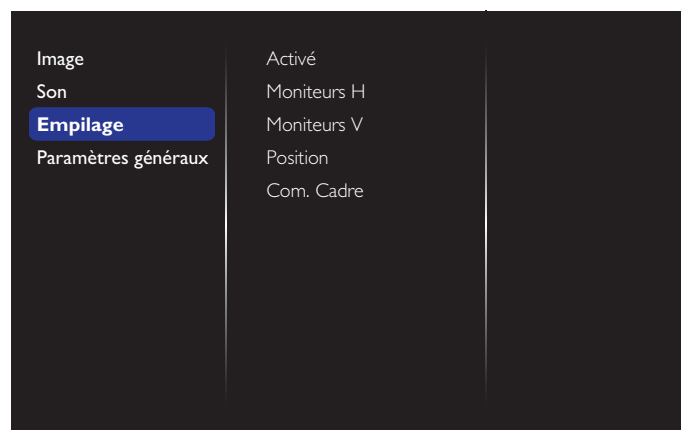 Image
Son
Empilage
Paramètres généraux
Activé
Moniteurs H
Moniteurs V
Position
Com. Cadre